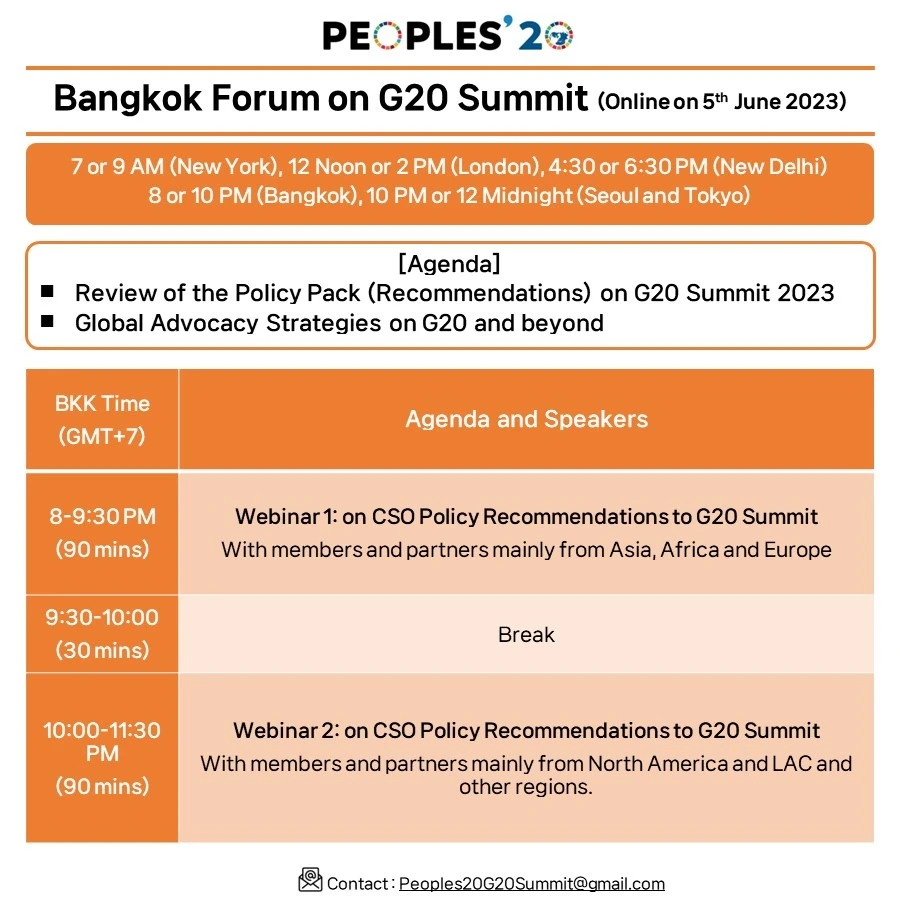 PEOPLES’20
Bangkok Forum on G20 Summit (Online on 5th June 2023)
7 or 9 AM (New York), 12 Noon or 2 PM (London), 4:30 or 6:30 PM (New Delhi)
8 or 10 PM (Bangkok), 10 PM or 12 Midnight (Seoul and Tokyo)
[Agenda]
■ Review of the Policy Pack (Recommendations) on G20 Summit 2023
■ Global Advocacy Strategies on G20 and beyond
BKK Time
(GMT+7)
Agenda and Speakers
8-9:30 PM
(90 mins)
Webinar 1: on CSO Policy Recommendations to G20 Summit
With members and partners mainly from Asia, Africa and Europe
9:30-10:00
(30 mins)
Break
10:00-11:30
PM
(90 mins)
Webinar 2: on CSO Policy Recommendations to G20 Summit
With members and partners mainly from North America and LAC and
other regions.
Contact : Peoples20G20Summit@gmail.com